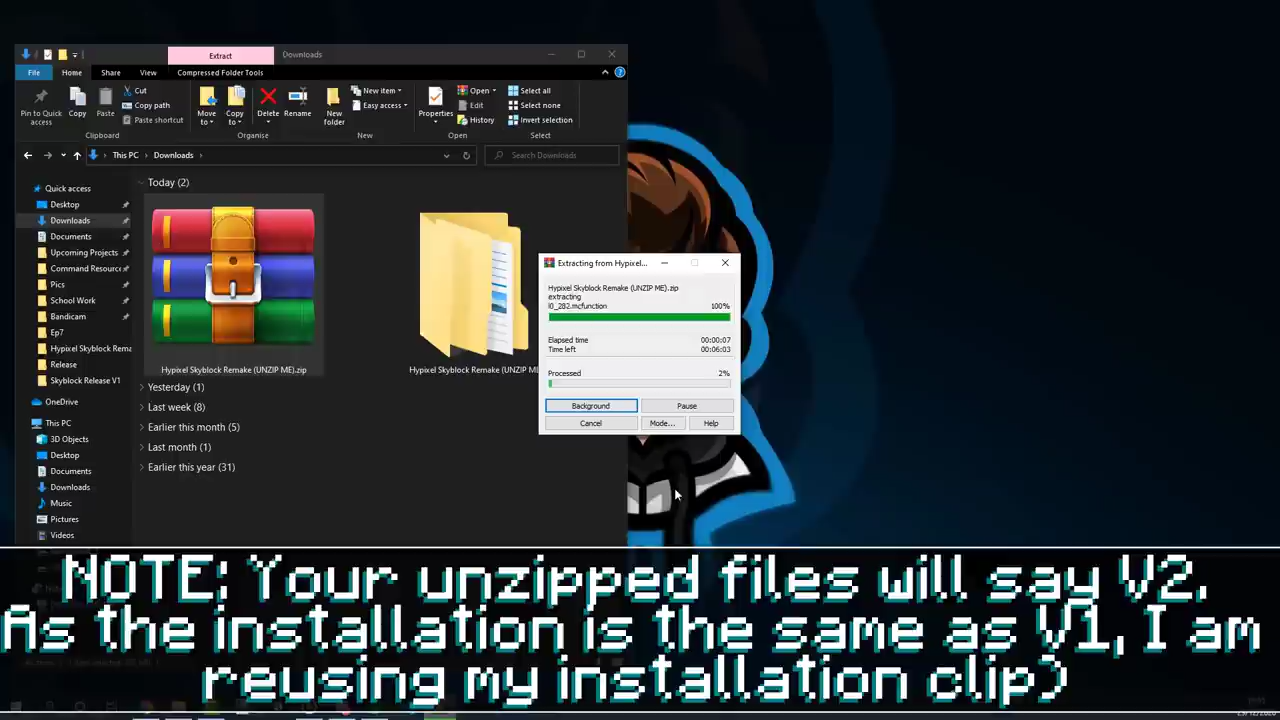 Extract
Downloads
File
Home
Share
View
Compressed Folder Tools
Pin to Quick
access
Copy
Paste
Cut
Copy path
Paste shortcut
Clipboard
Move
to
Copy
to
Delete
Rename
Organise
New
folder
New item
Easy access
New
Properties
Open
Edit
History
Open
Select all
Select none
Invert selection
Select
This PC
Downloads
Search Downloads
Quick access
Desktop
Downloads
Documents
Upcoming Projects
Command Resource
Pics
School Work
Bandicam
Ep7
Hypixel Skyblock Rema
Release
Skyblock Release V1
OneDrive
This PC
3D Objects
Desktop
Documents
Downloads
Music
Pictures
Videos
Today (2)
Hypixel Skyblock Remake (UNZIP ME).zip
Hypixel Skyblock Remake (UNZIP ME
Yesterday (1)
Last week (8)
Earlier this month (5)
Last month (1)
Earlier this year (31)
Extracting from Hypixel...
Hypixel Skyblock Remake (UNZIP ME).zip
extracting
l0_282.mcfunction 100%
Elapsed time 00:00:07
Time left 00:06:03
Processed 2%
Background
Pause
Cancel
Mode...
Help
NOTE: Your unzipped files will say V2,
As the installation is the same as V1, I am
reusing my installation clip)